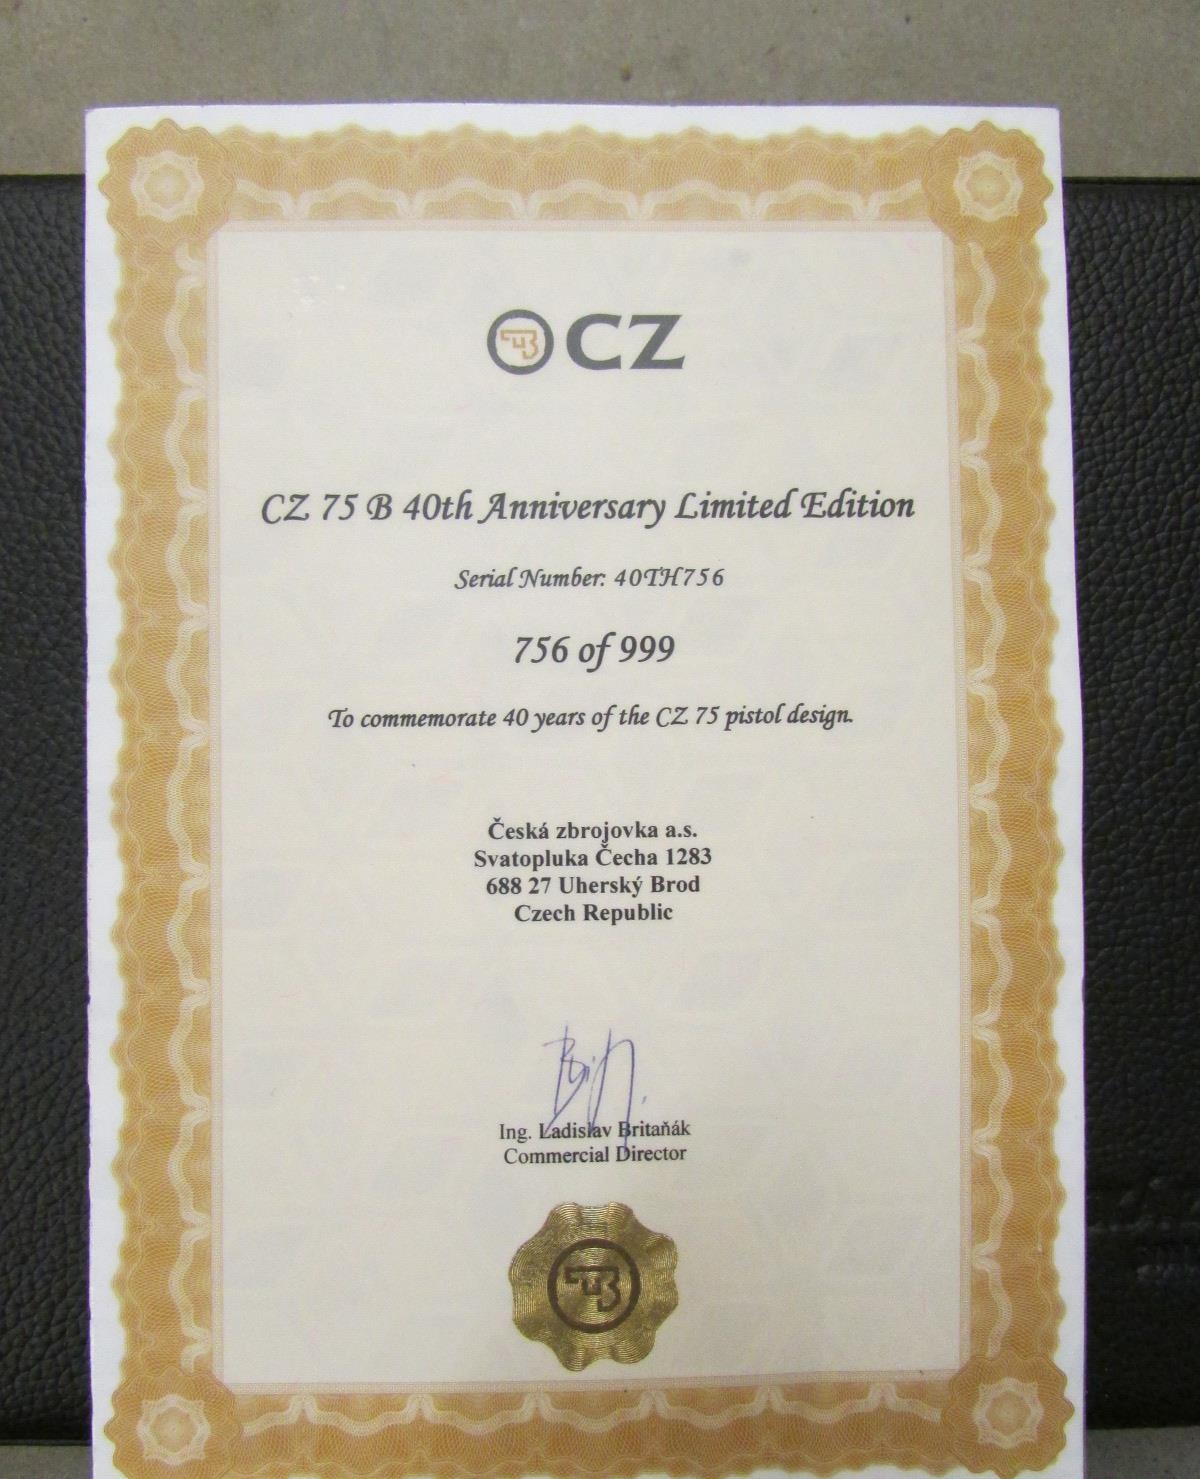 CZ
CZ 75 B 40th Anniversary Limited Edition
Serial Number: 40TH756
756 of 999
To commemorate 40 years of the CZ 75 pistol design.
Česká zbrojovka a.s.
Svatopluka Čecha 1283
688 27 Uherský Brod
Czech Republic
Ing. Ladislav Britaňák
Commercial Director